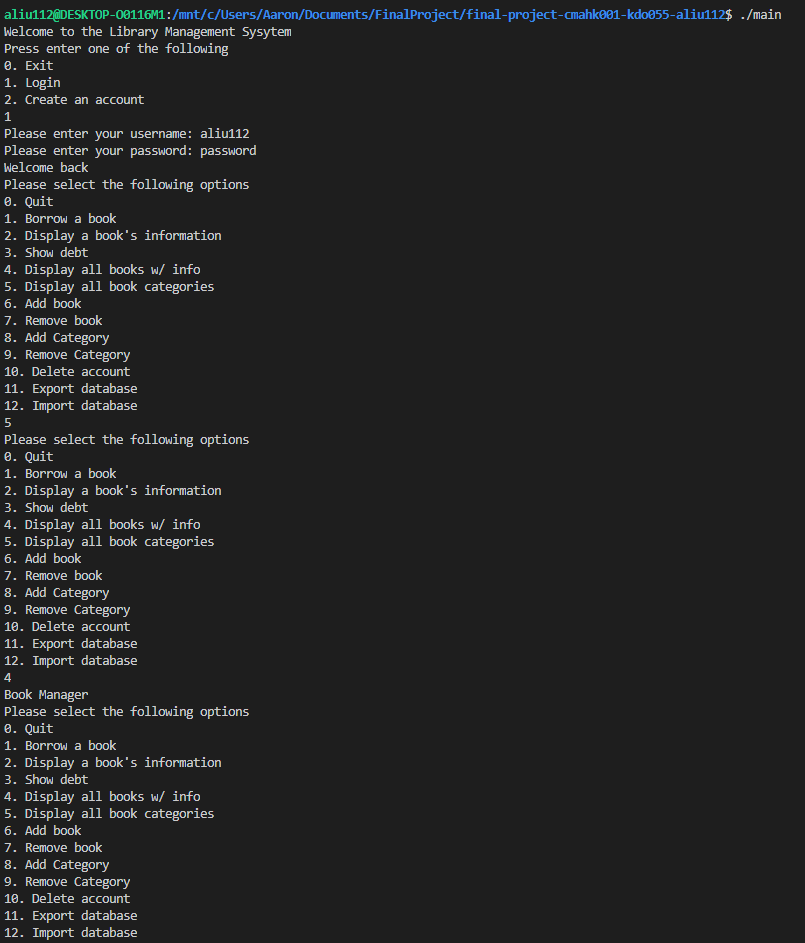 aliu112@DESKTOP-O0116M1:/mnt/c/Users/Aaron/Documents/FinalProject/final-project-cmahk001-kdo055-aliu112$ ./main
Welcome to the Library Management Sysytem
Press enter one of the following
0. Exit
1. Login
2. Create an account
1
Please enter your username: aliu112
Please enter your password: password
Welcome back
Please select the following options
0. Quit
1. Borrow a book
2. Display a book's information
3. Show debt
4. Display all books w/ info
5. Display all book categories
6. Add book
7. Remove book
8. Add Category
9. Remove Category
10. Delete account
11. Export database
12. Import database
5
Please select the following options
0. Quit
1. Borrow a book
2. Display a book's information
3. Show debt
4. Display all books w/ info
5. Display all book categories
6. Add book
7. Remove book
8. Add Category
9. Remove Category
10. Delete account
11. Export database
12. Import database
4
Book Manager
Please select the following options
0. Quit
1. Borrow a book
2. Display a book's information
3. Show debt
4. Display all books w/ info
5. Display all book categories
6. Add book
7. Remove book
8. Add Category
9. Remove Category
10. Delete account
11. Export database
12. Import database